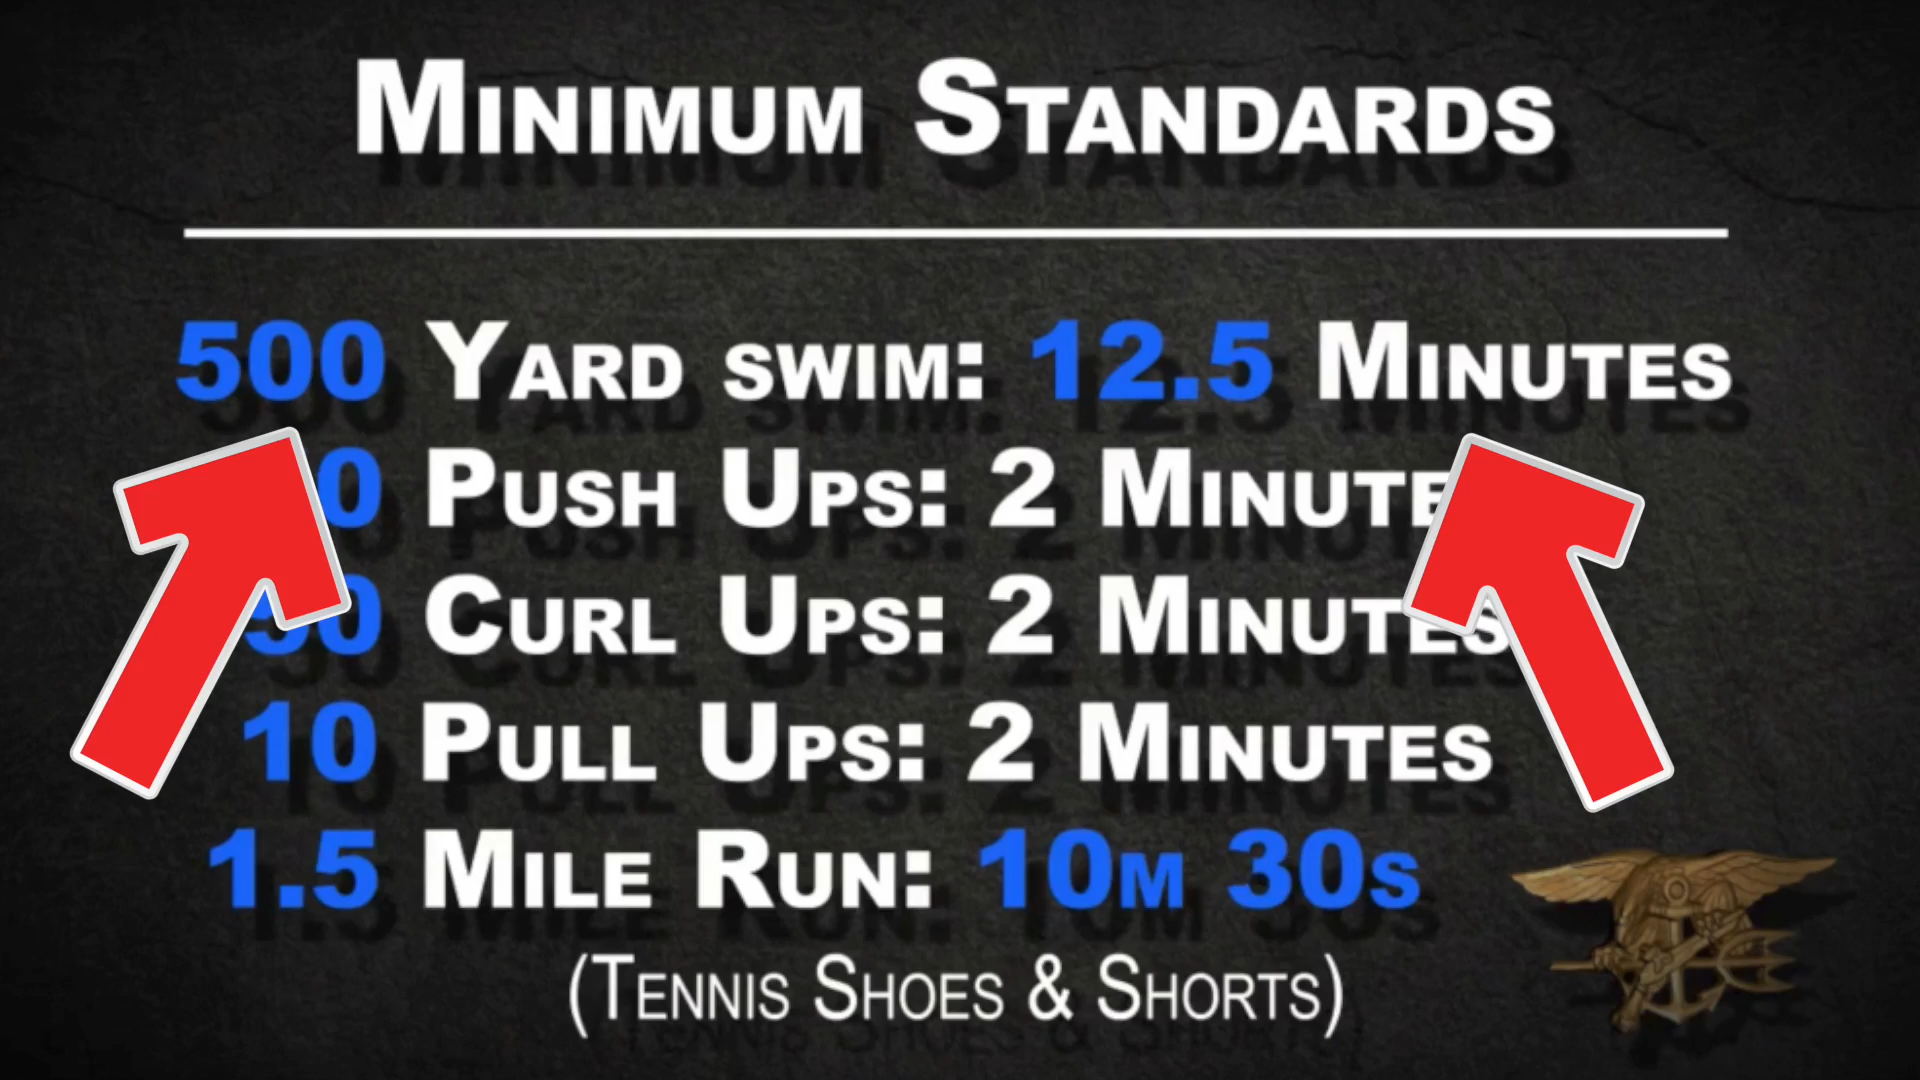 MINIMUM STANDARDS
500 YARD SWIM: 12.5 MINUTES
PUSH UPS: 2
CURL UPS: 2 MINUTES
10 PULL UPS: 2 MINUTES
1.5 MILE RUN: 10M 30S
(TENNIS SHOES & SHORTS)